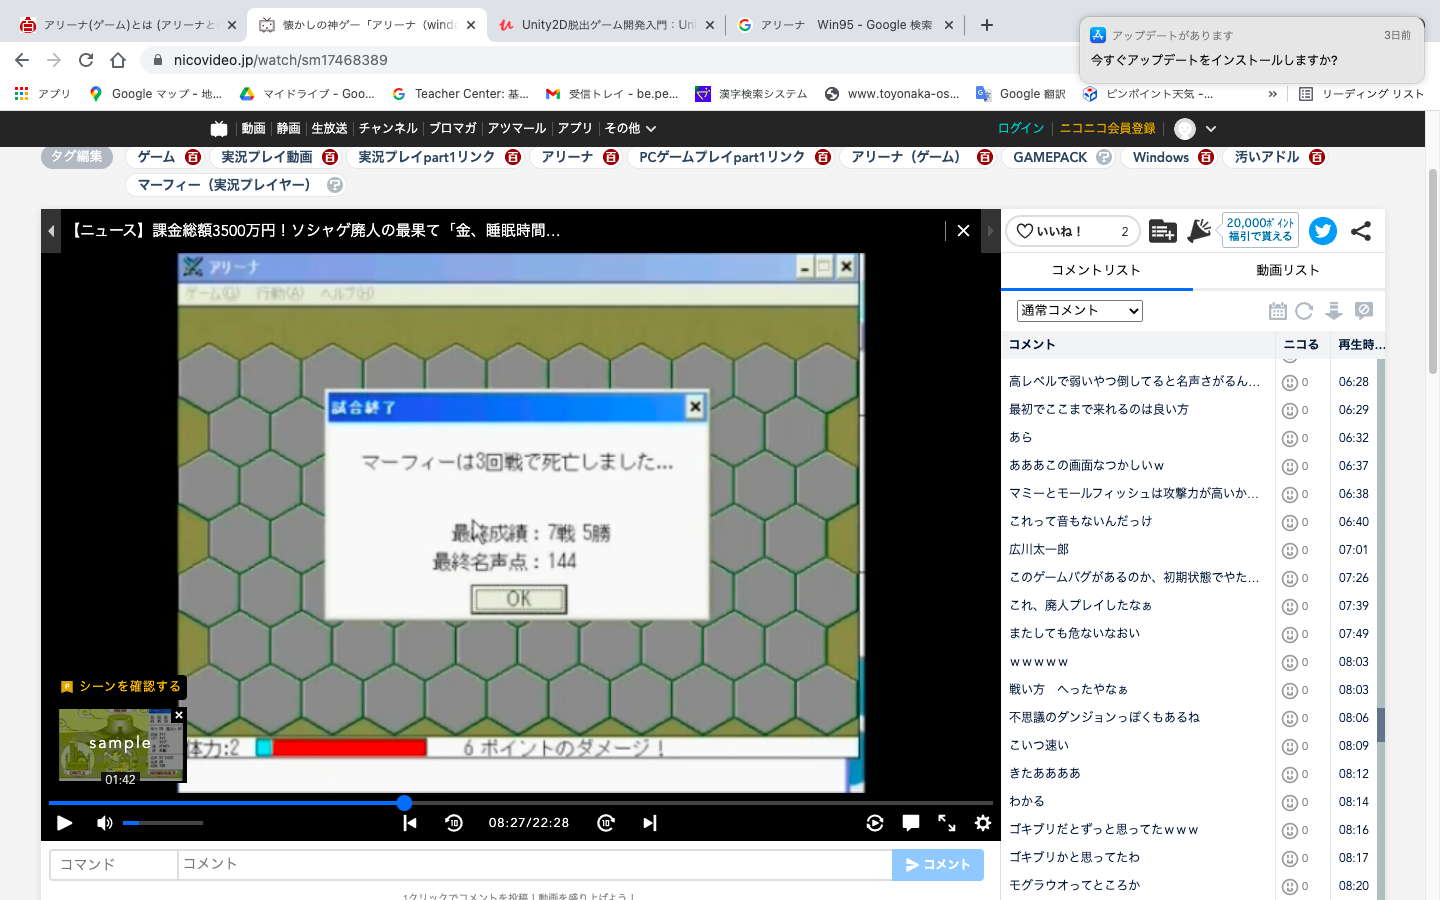 アリーナ(ゲーム)とは (アリーナと
懐かしの神ゲー「アリーナ（windo
Unity2D脱出ゲーム開発入門：Un
アリーナ　Win95 - Google 検索
アップデートがあります
3日前
今すぐアップデートをインストールしますか?
nicovideo.jp/watch/sm17468389
アプリ
Google マップ - 地...
マイドライブ - Goo...
Teacher Center: 基...
受信トレイ - be.pe...
漢字検索システム
www.toyonaka-os...
Google 翻訳
ピンポイント天気 -...
»
リーディング リスト
動画
静画
生放送
チャンネル
ブロマガ
アツマール
アプリ
その他
ログイン
ニコニコ会員登録
タグ編集
ゲーム
実況プレイ動画
実況プレイpart1リンク
アリーナ
PCゲームプレイpart1リンク
アリーナ（ゲーム）
GAMEPACK
Windows
汚いアドル
マーフィー（実況プレイヤー）
【ニュース】課金総額3500万円！ソシャゲ廃人の最果て「金、睡眠時間...
いいね！
2
20,000ポイント
福引で貰える
アリーナ
ゲーム(G)
行動(A)
ヘルプ(H)
試合終了
マーフィーは3回戦で死亡しました...
最終成績：7戦 5勝
最終名声点：144
OK
シーンを確認する
sample
01:42
体力:2
6 ポイントのダメージ！
08:27/22:28
コマンド
コメント
コメント
1クリックでコメントを投稿！動画を盛り上げよう！
コメントリスト
動画リスト
通常コメント
コメント
ニコる
再生時...
高レベルで弱いやつ倒してると名声さがるん...
0
06:28
最初でここまで来れるのは良い方
0
06:29
あら
0
06:32
あああこの画面なつかしいｗ
0
06:37
マミーとモールフィッシュは攻撃力が高いか...
0
06:38
これって音もないんだっけ
0
06:40
広川太一郎
0
07:01
このゲームバグがあるのか、初期状態でやた...
0
07:26
これ、廃人プレイしたなぁ
0
07:39
またしても危ないなおい
0
07:49
ｗｗｗｗｗ
0
08:03
戦い方　へったやなぁ
0
08:03
不思議のダンジョンっぽくもあるね
0
08:06
こいつ速い
0
08:09
きたああああ
0
08:12
わかる
0
08:14
ゴキブリだとずっと思ってたｗｗｗ
0
08:16
ゴキブリかと思ってたわ
0
08:17
モグラウオってところか
0
08:20